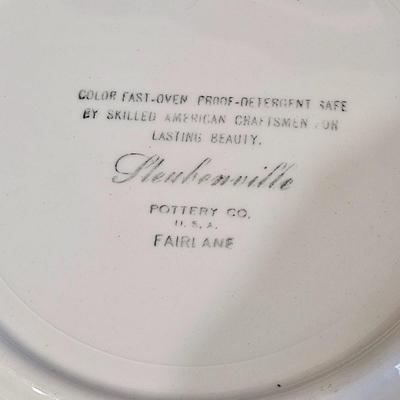 COLOR FAST-OVEN PROOF-DETERGENT SAFE
BY SKILLED AMERICAN CRAFTSMEN FOR
LASTING BEAUTY.
Steubenville
POTTERY CO.
U.S.A.
FAIRLANE